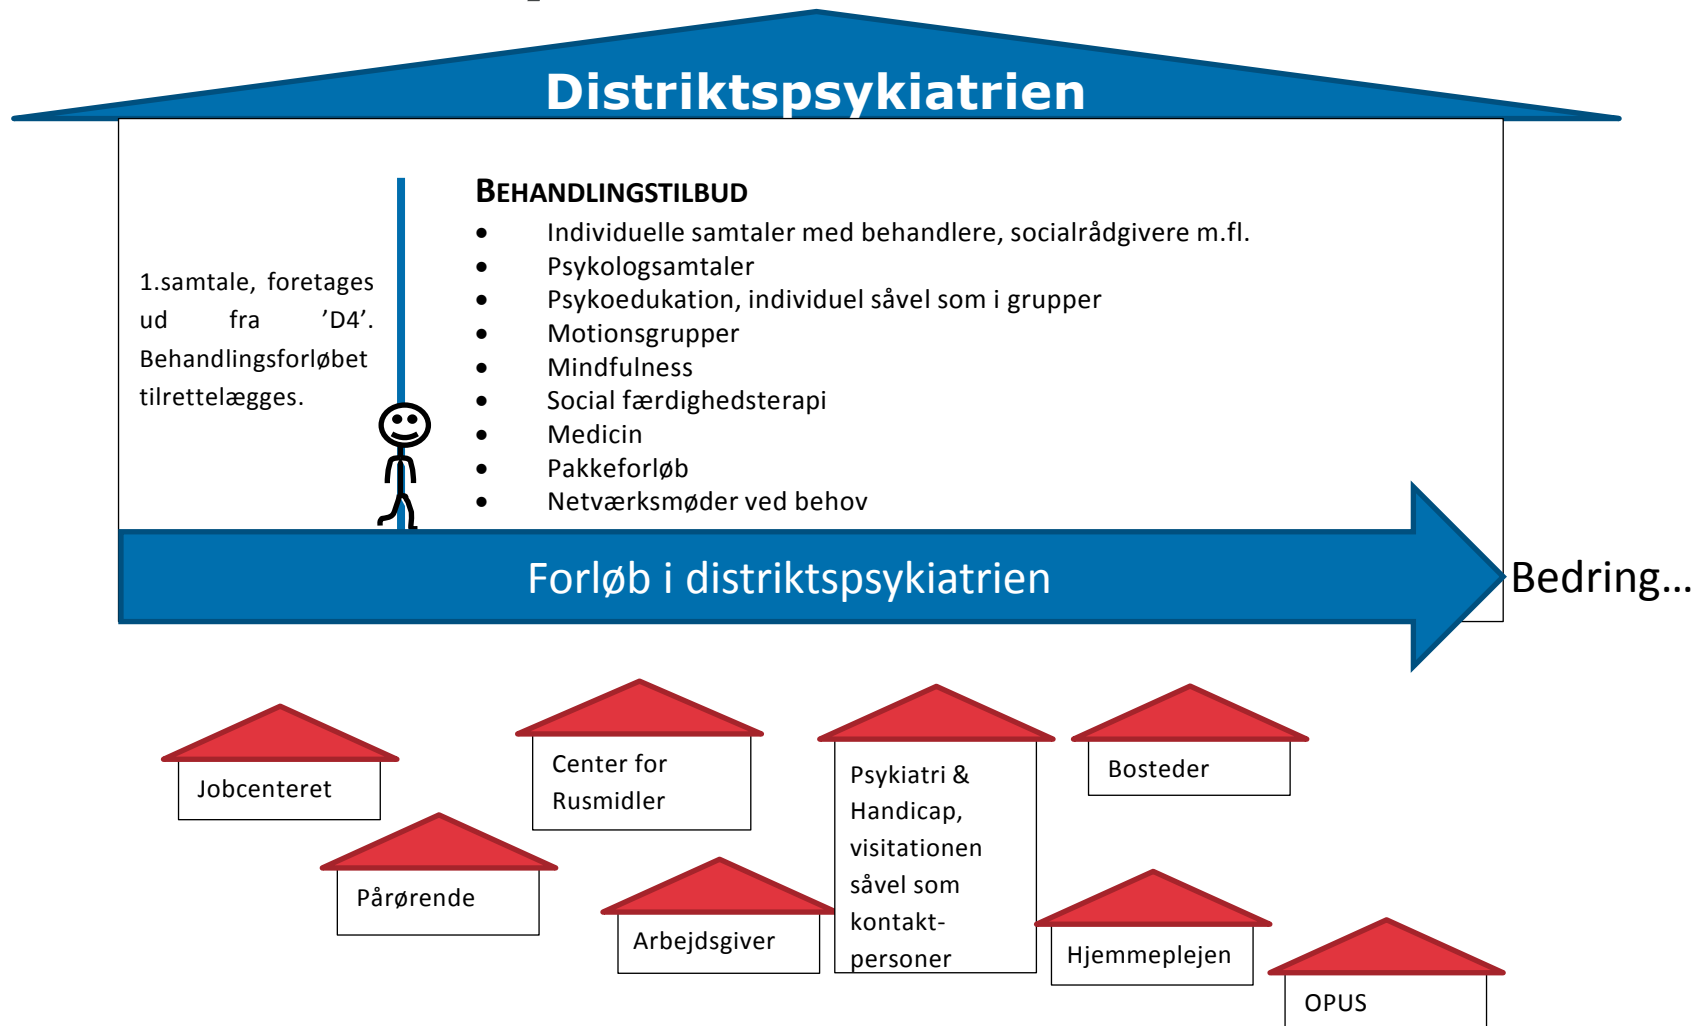 Distriktspsykiatrien
1.samtale, foretages
ud fra ’D4’.
Behandlingsforløbet
tilrettelægges.
BEHANDLINGSTILBUD
• Individuelle samtaler med behandlere, socialrådgivere m.fl.
• Psykologsamtaler
• Psykoedukation, individuel såvel som i grupper
• Motionsgrupper
• Mindfulness
• Social færdighedsterapi
• Medicin
• Pakkeforløb
• Netværksmøder ved behov
Forløb i distriktspsykiatrien
Bedring…
Jobcenteret
Center for
Rusmidler
Psykiatri &
Handicap,
visitationen
såvel som
kontakt-
personer
Bosteder
Pårørende
Arbejdsgiver
Hjemmeplejen
OPUS